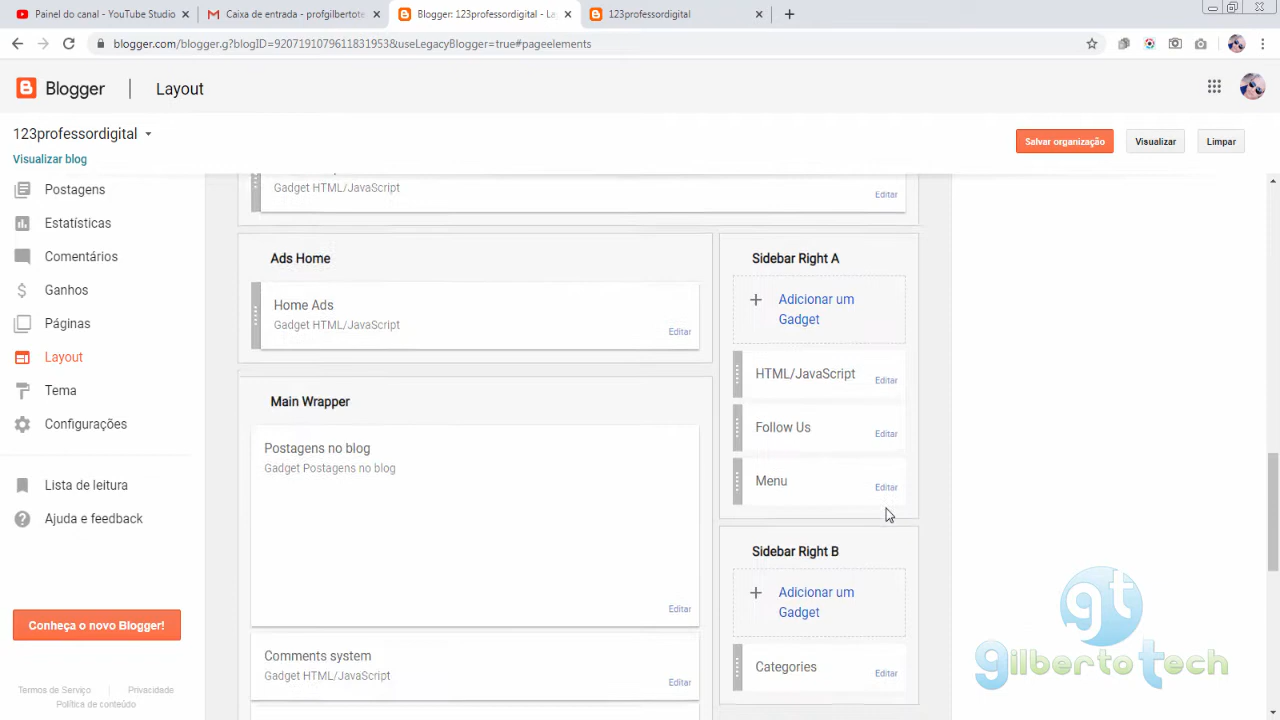 Painel do canal - YouTube Studio
Caixa de entrada - profgilbertote
Blogger: 123professordigital - La
123professordigital
blogger.com/blogger.g?blogID=9207191079611831953&useLegacyBlogger=true#pageelements
Blogger
Layout
123professordigital
Visualizar blog
Salvar organização
Visualizar
Limpar
Postagens
Estatísticas
Comentários
Ganhos
Páginas
Layout
Tema
Configurações
Lista de leitura
Ajuda e feedback
Conheça o novo Blogger!
Termos de Serviço
Privacidade
Política de conteúdo
Gadget HTML/JavaScript
Editar
Ads Home
Home Ads
Gadget HTML/JavaScript
Editar
Main Wrapper
Postagens no blog
Gadget Postagens no blog
Editar
Comments system
Gadget HTML/JavaScript
Editar
Sidebar Right A
+ Adicionar um
Gadget
HTML/JavaScript
Editar
Follow Us
Editar
Menu
Editar
Sidebar Right B
+ Adicionar um
Gadget
Categories
Editar
gt
gilbertotech